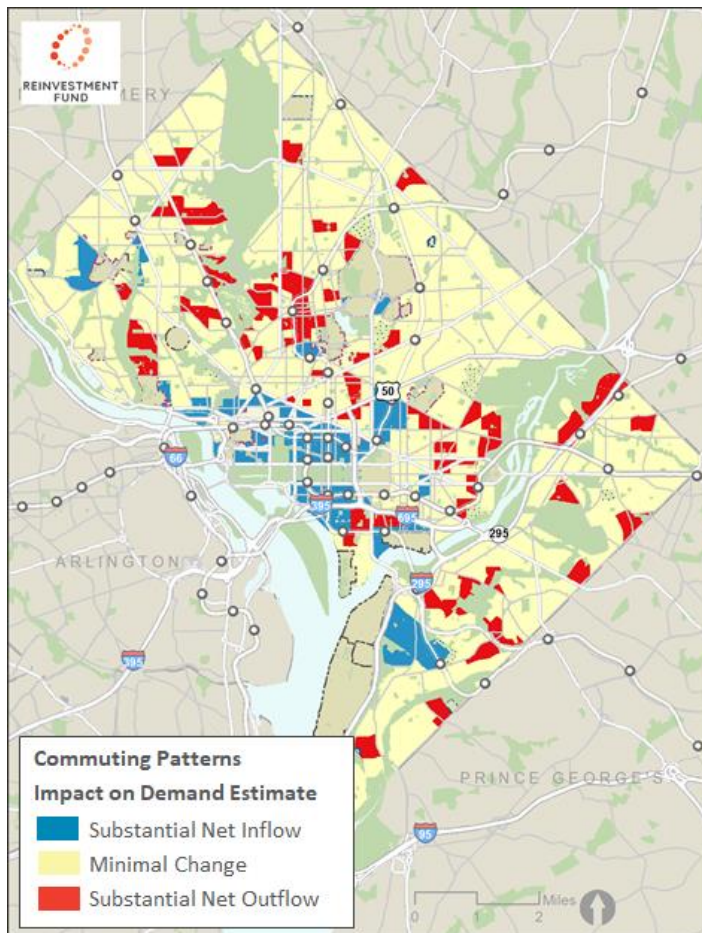 REINVESTMENT
FUND
MERY
50
66
395
695
295
ARLINGTON
295
395
PRINCE GEORGE'S
95
Commuting Patterns
Impact on Demand Estimate
Substantial Net Inflow
Minimal Change
Substantial Net Outflow
Miles
0 1 2